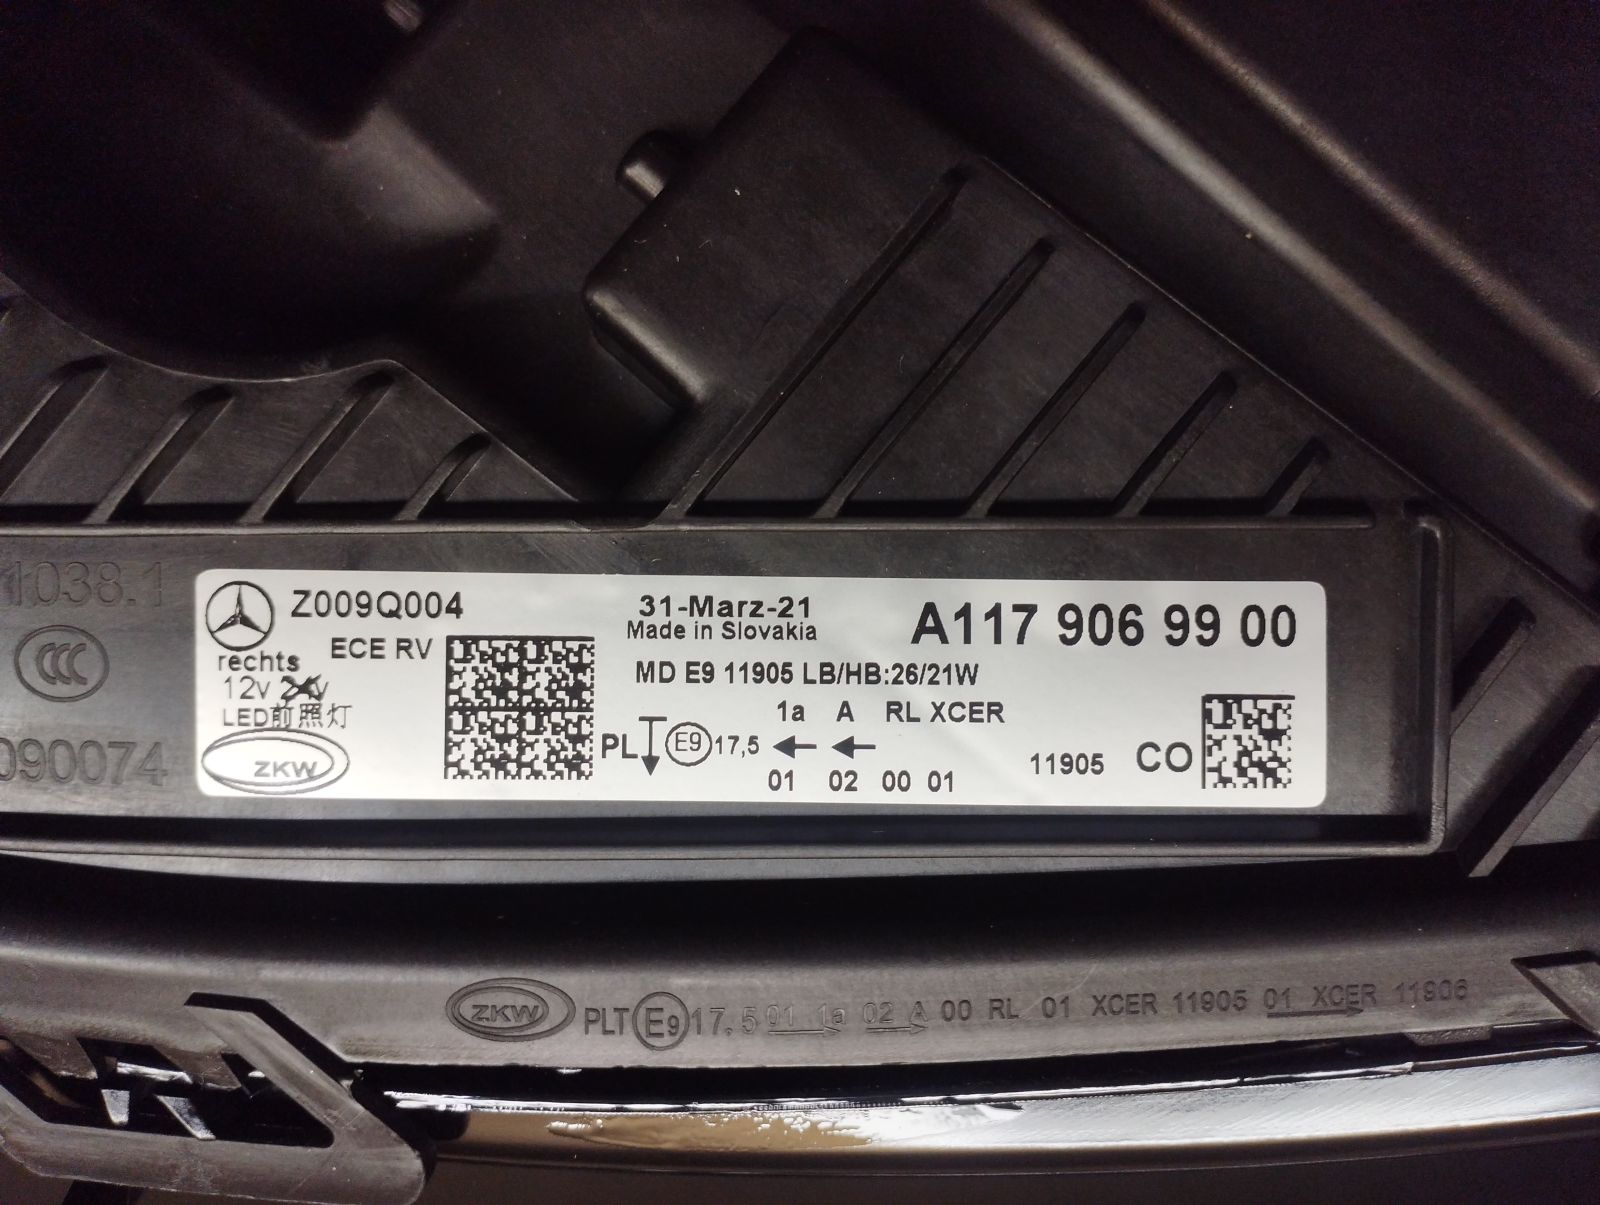 1038.1
CCC
090074
Z009Q004
ECE RV
rechts
12v
LED前照灯
ZKW
31-Marz-21
Made in Slovakia
A117 906 99 00
MD E9 11905 LB/HB:26/21W
1a A RL XCER
PL E9 17,5
01 02 00 01
11905 CO
ZKW PLT E9 17.5 01 1a 02 A 00 RL 01 XCER 11905 01 XCER 11906